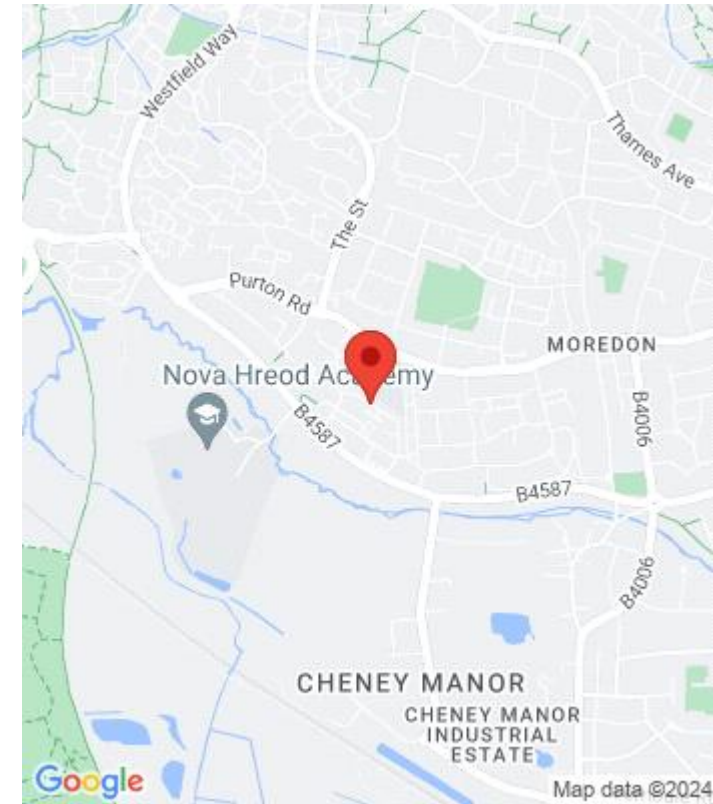 Westfield Way
Thames Ave
The St
Purton Rd
MOREDON
Nova Hreod Academy
B4006
B4587
B4587
B4006
CHENEY MANOR
CHENEY MANOR
INDUSTRIAL
ESTATE
Google
Map data ©2024